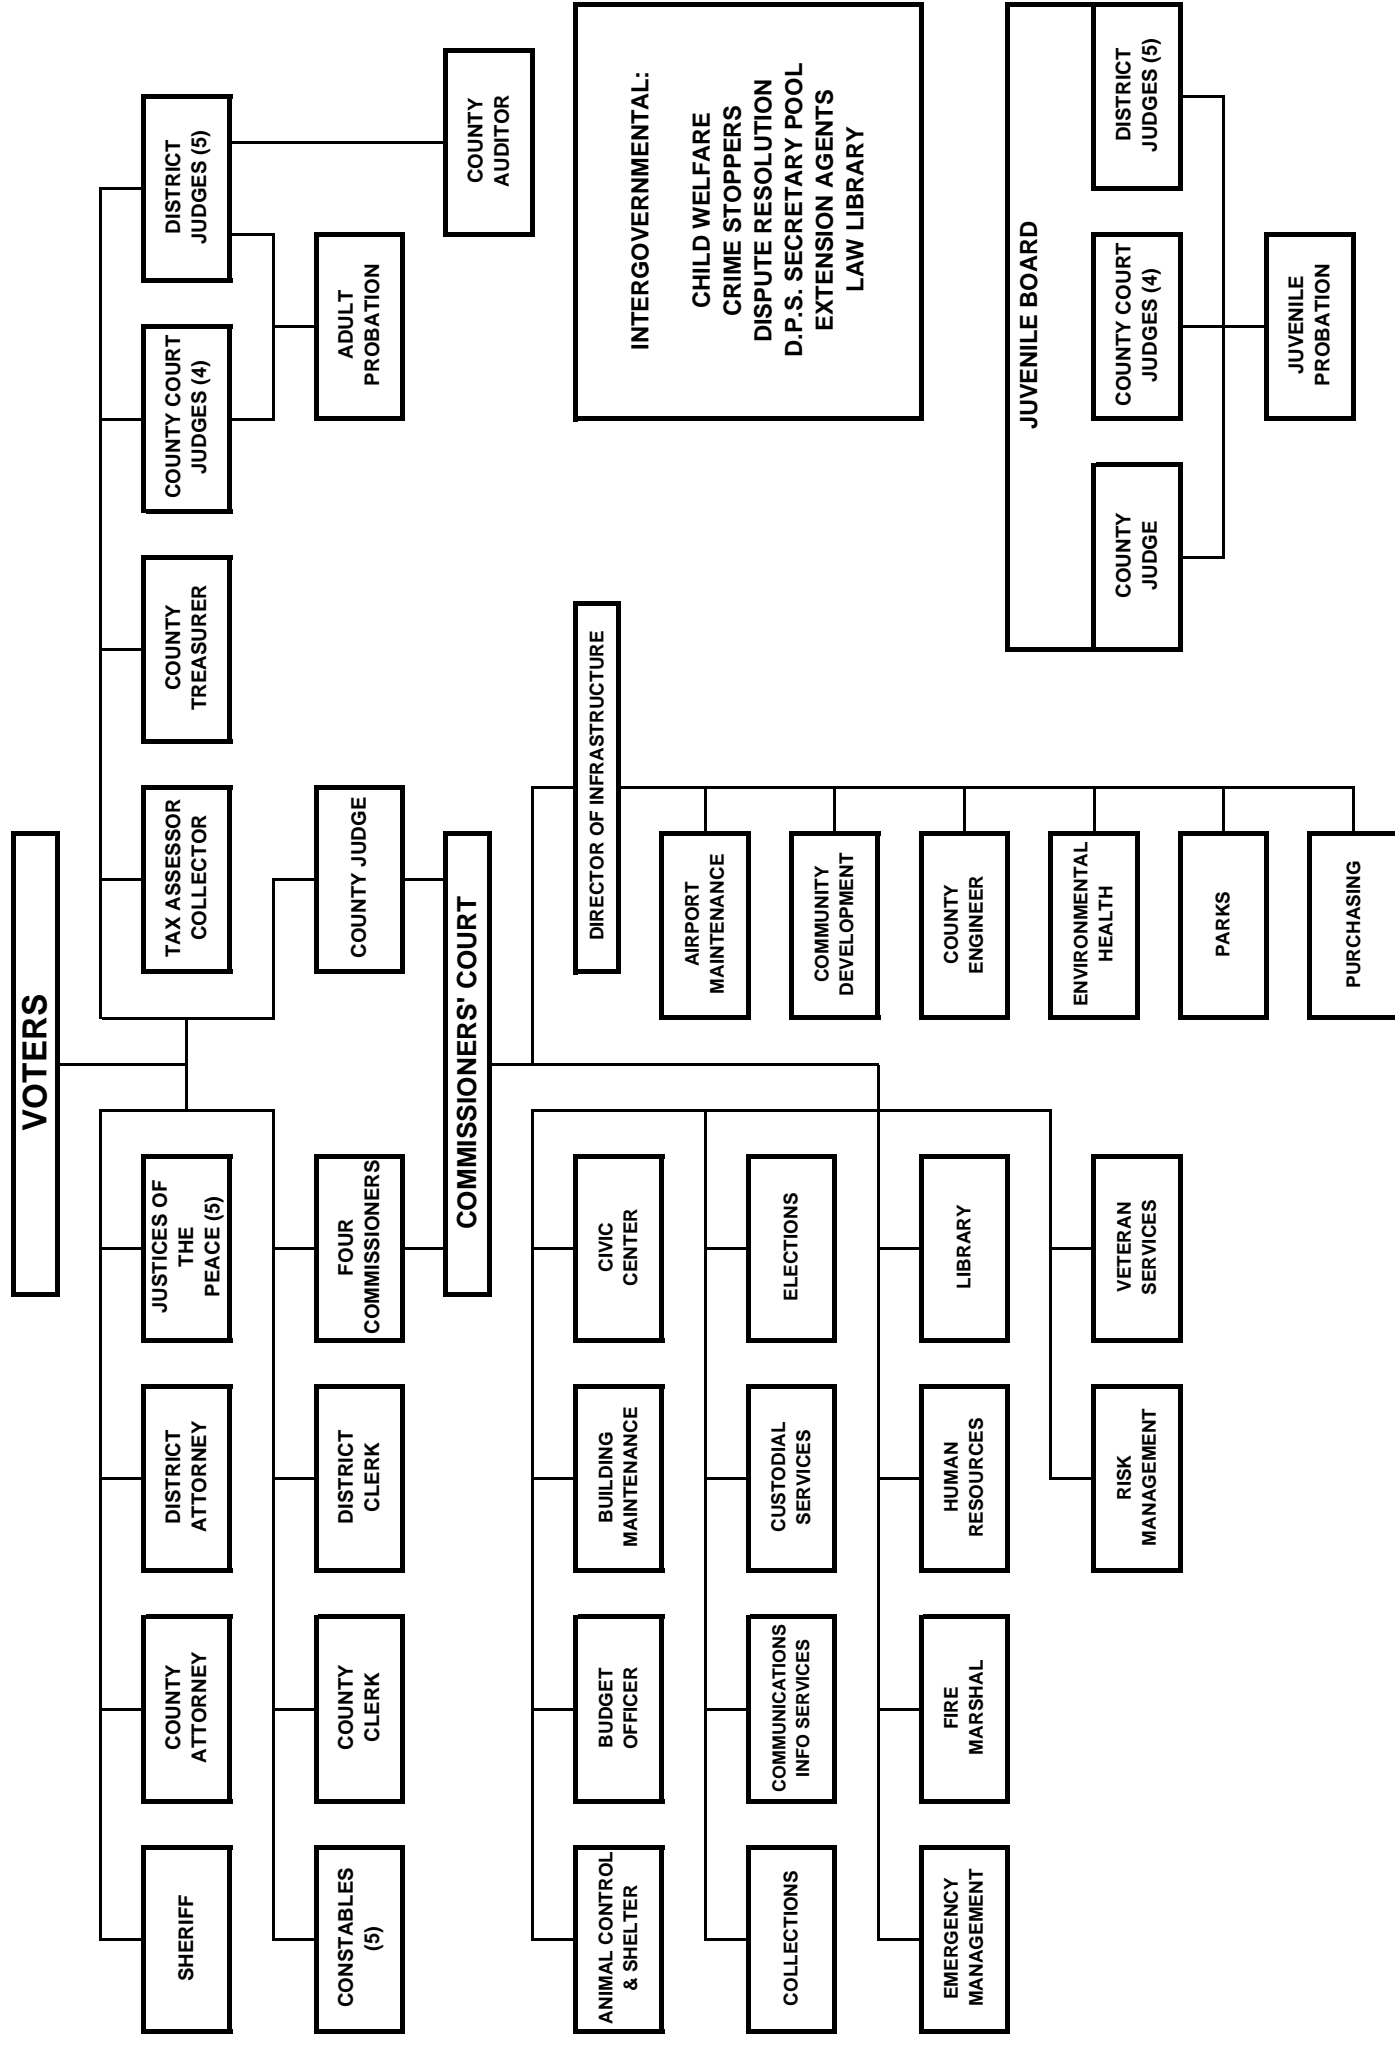 VOTERS
SHERIFF
COUNTY
ATTORNEY
DISTRICT
ATTORNEY
JUSTICES OF
THE
PEACE (5)
TAX ASSESSOR
COLLECTOR
COUNTY
TREASURER
COUNTY COURT
JUDGES (4)
DISTRICT
JUDGES (5)
CONSTABLES
(5)
COUNTY
CLERK
DISTRICT
CLERK
FOUR
COMMISSIONERS
COUNTY JUDGE
ADULT
PROBATION
COMMISSIONERS' COURT
COUNTY
AUDITOR
ANIMAL CONTROL
& SHELTER
BUDGET
OFFICER
BUILDING
MAINTENANCE
CIVIC
CENTER
DIRECTOR OF INFRASTRUCTURE
COLLECTIONS
COMMUNICATIONS
INFO SERVICES
CUSTODIAL
SERVICES
ELECTIONS
EMERGENCY
MANAGEMENT
FIRE
MARSHAL
HUMAN
RESOURCES
LIBRARY
RISK
MANAGEMENT
VETERAN
SERVICES
AIRPORT
MAINTENANCE
COMMUNITY
DEVELOPMENT
COUNTY
ENGINEER
ENVIRONMENTAL
HEALTH
PARKS
PURCHASING
INTERGOVERNMENTAL:
CHILD WELFARE
CRIME STOPPERS
DISPUTE RESOLUTION
D.P.S. SECRETARY POOL
EXTENSION AGENTS
LAW LIBRARY
JUVENILE BOARD
COUNTY
JUDGE
COUNTY COURT
JUDGES (4)
DISTRICT
JUDGES (5)
JUVENILE
PROBATION